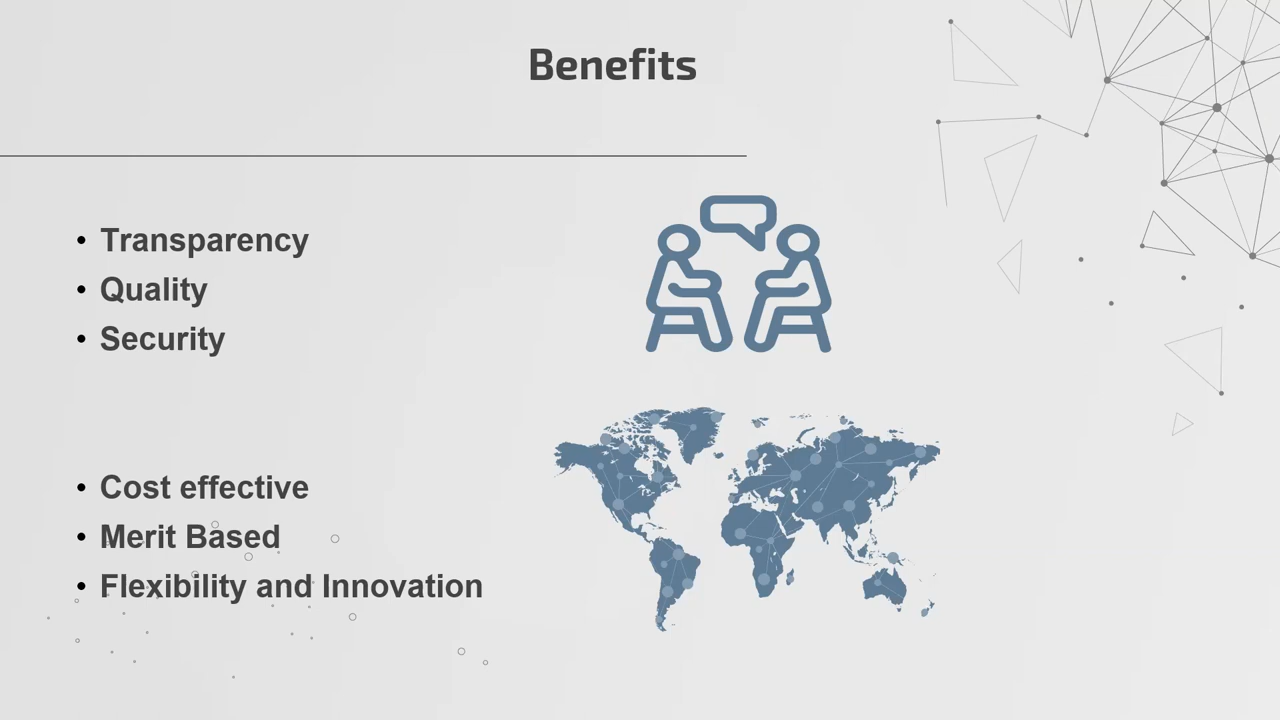 Benefits
• Transparency
• Quality
• Security
• Cost effective
• Merit Based
• Flexibility and Innovation